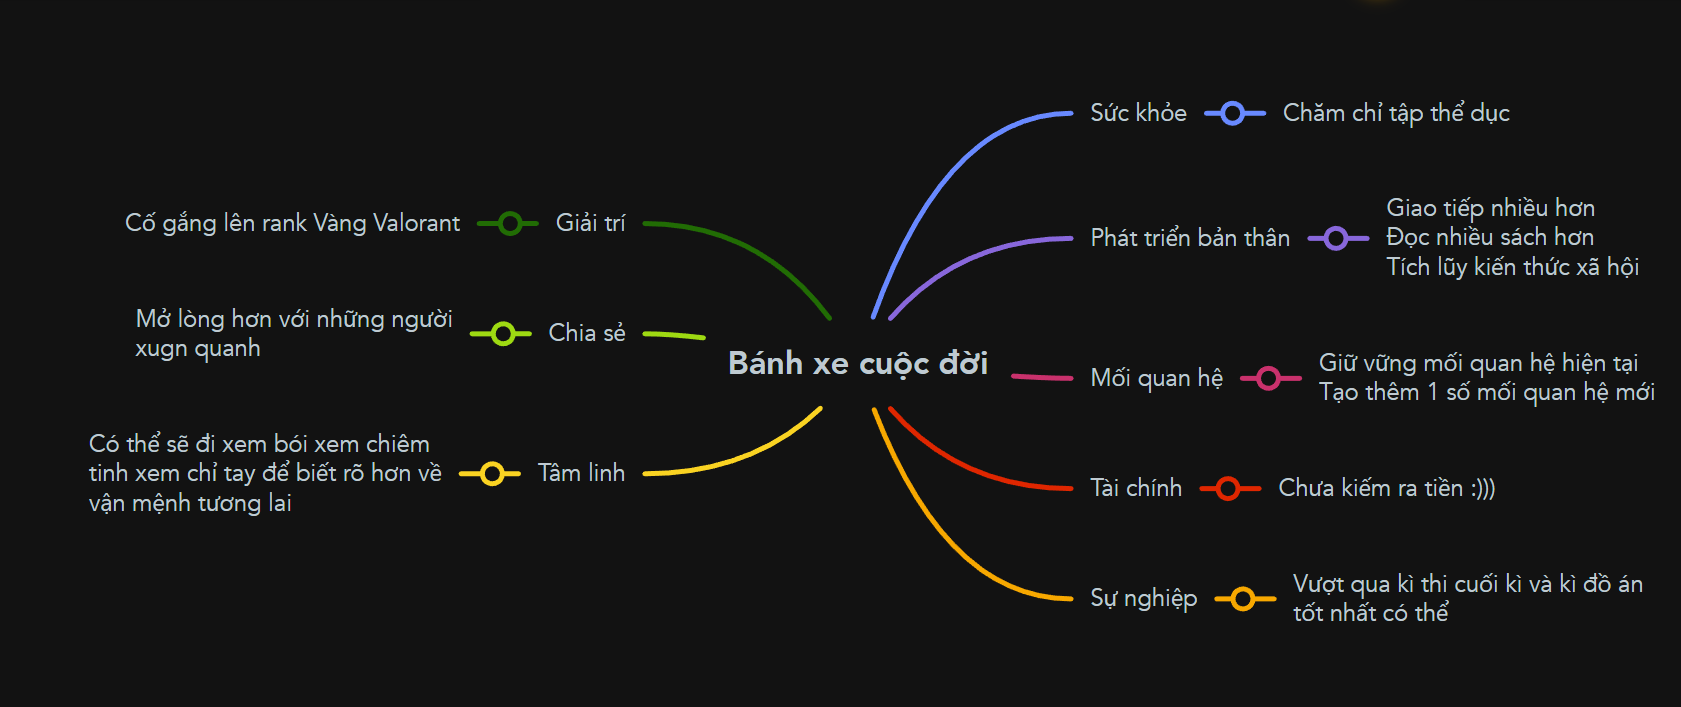 Bánh xe cuộc đời
Sức khỏe
Chăm chỉ tập thể dục
Phát triển bản thân
Giao tiếp nhiều hơn
Đọc nhiều sách hơn
Tích lũy kiến thức xã hội
Mối quan hệ
Giữ vững mối quan hệ hiện tại
Tạo thêm 1 số mối quan hệ mới
Tài chính
Chưa kiếm ra tiền :)))
Sự nghiệp
Vượt qua kì thi cuối kì và kì đồ án
tốt nhất có thể
Giải trí
Cố gắng lên rank Vàng Valorant
Chia sẻ
Mở lòng hơn với những người
xugn quanh
Tâm linh
Có thể sẽ đi xem bói xem chiêm
tinh xem chỉ tay để biết rõ hơn về
vận mệnh tương lai